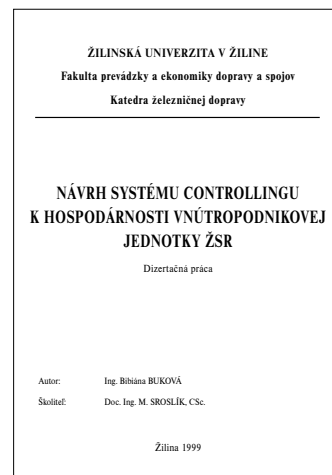 ŽILINSKÁ UNIVERZITA V ŽILINE
Fakulta prevádzky a ekonomiky dopravy a spojov
Katedra železničnej dopravy
NÁVRH SYSTÉMU CONTROLLINGU
K HOSPODÁRNOSTI VNÚTROPODNIKOVEJ
JEDNOTKY ŽSR
Dizertačná práca
Autor: Ing. Bibiána BUKOVÁ
Školiteľ: Doc. Ing. M. SROSLÍK, CSc.
Žilina 1999